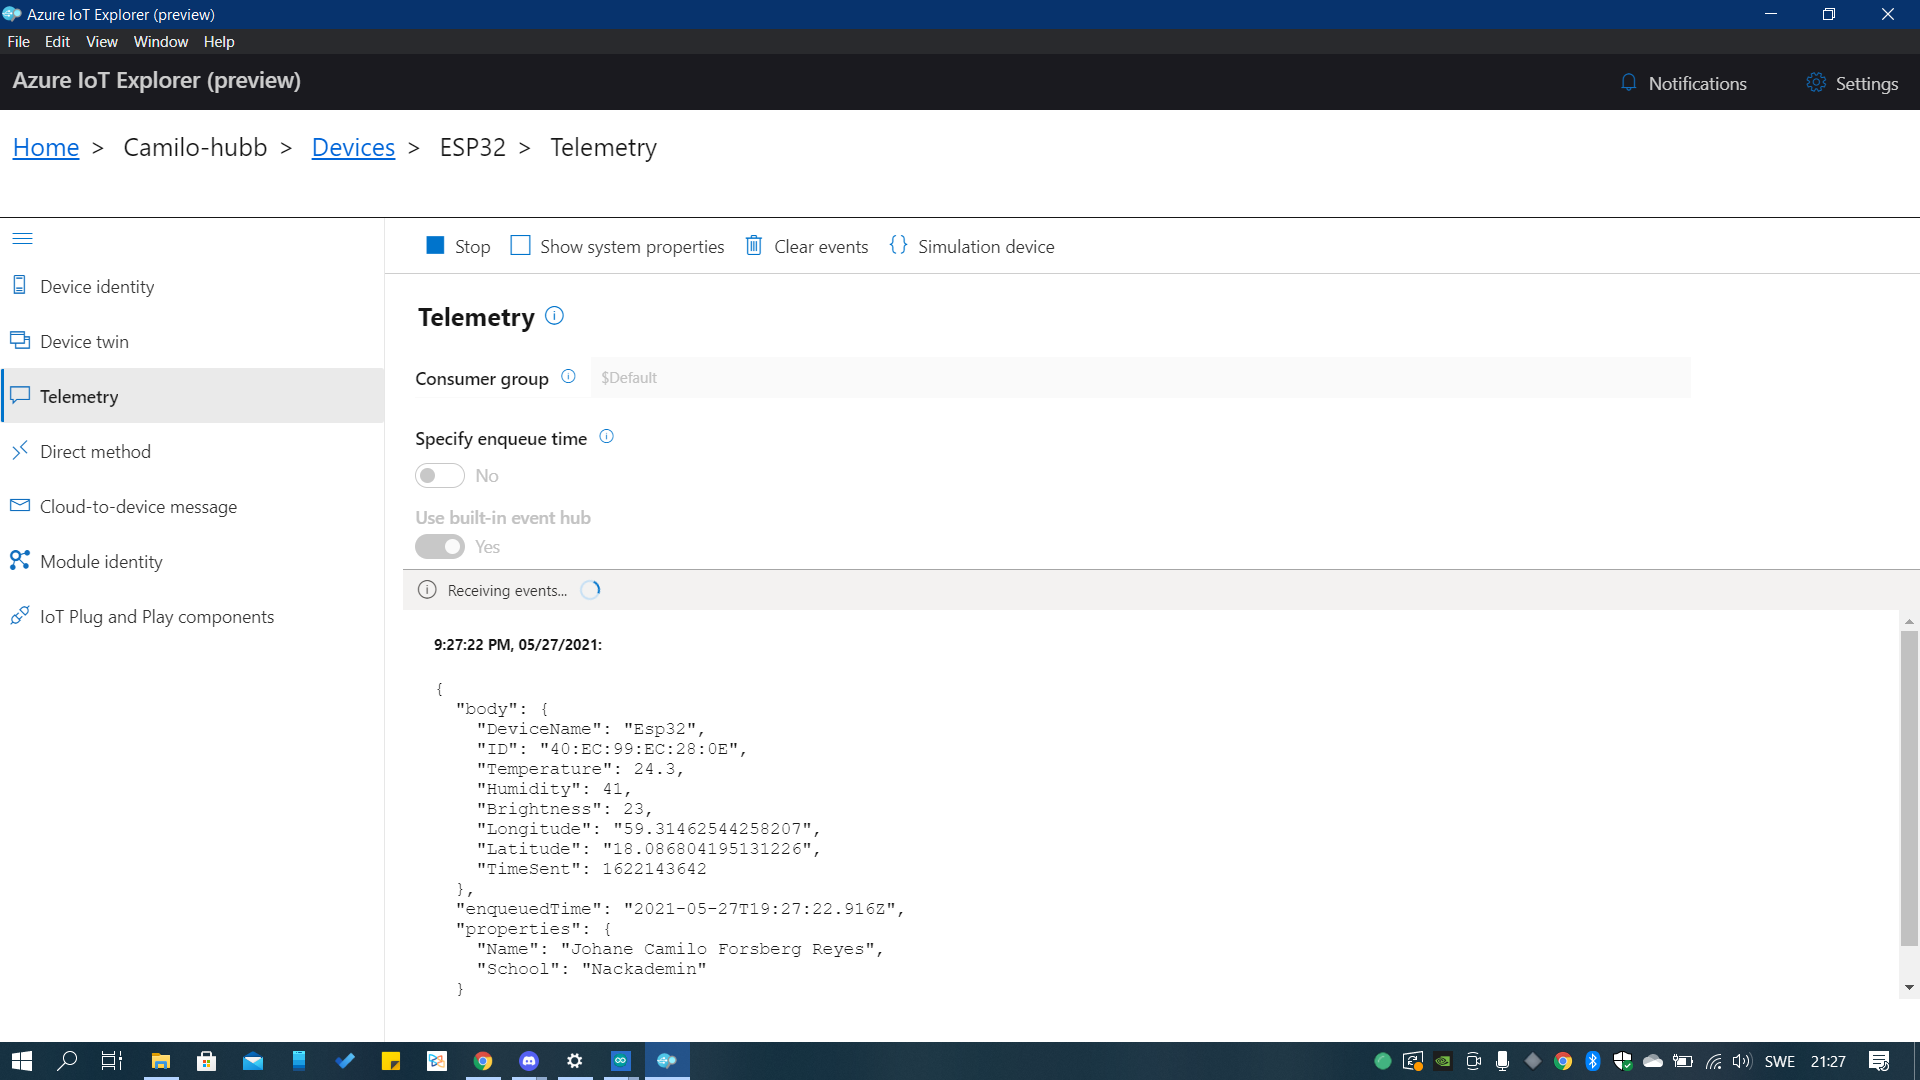 Azure IoT Explorer (preview)
File Edit View Window Help
Azure IoT Explorer (preview)
Notifications Settings
Home > Camilo-hubb > Devices > ESP32 > Telemetry
Stop Show system properties Clear events {} Simulation device
Device identity
Device twin
Telemetry
Direct method
Cloud-to-device message
Module identity
IoT Plug and Play components
Telemetry
Consumer group $Default
Specify enqueue time
No
Use built-in event hub
Yes
Receiving events...
9:27:22 PM, 05/27/2021:
{
"body": {
"DeviceName": "Esp32",
"ID": "40:EC:99:EC:28:0E",
"Temperature": 24.3,
"Humidity": 41,
"Brightness": 23,
"Longitude": "59.31462544258207",
"Latitude": "18.086804195131226",
"TimeSent": 1622143642
},
"enqueuedTime": "2021-05-27T19:27:22.916Z",
"properties": {
"Name": "Johane Camilo Forsberg Reyes",
"School": "Nackademin"
}
SWE 21:27